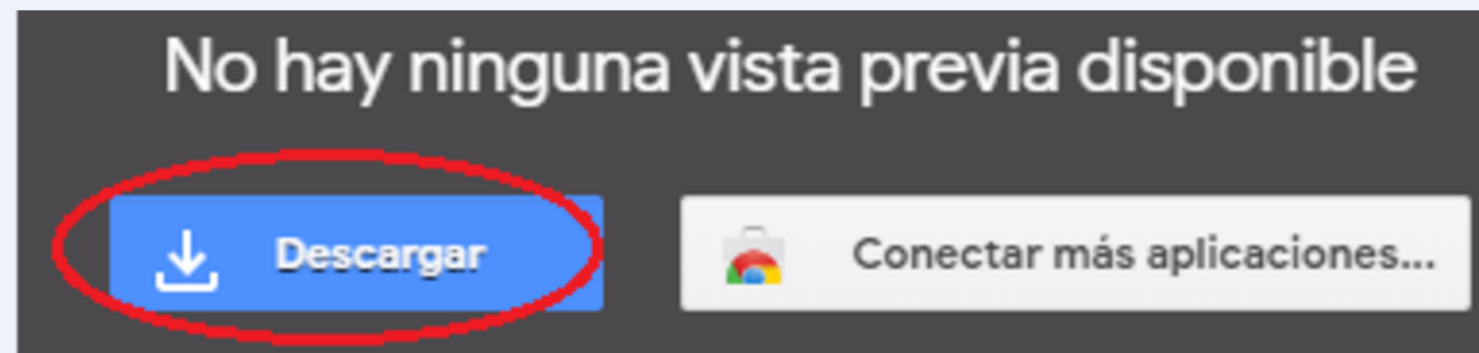 No hay ninguna vista previa disponible
Descargar
Conectar más aplicaciones...